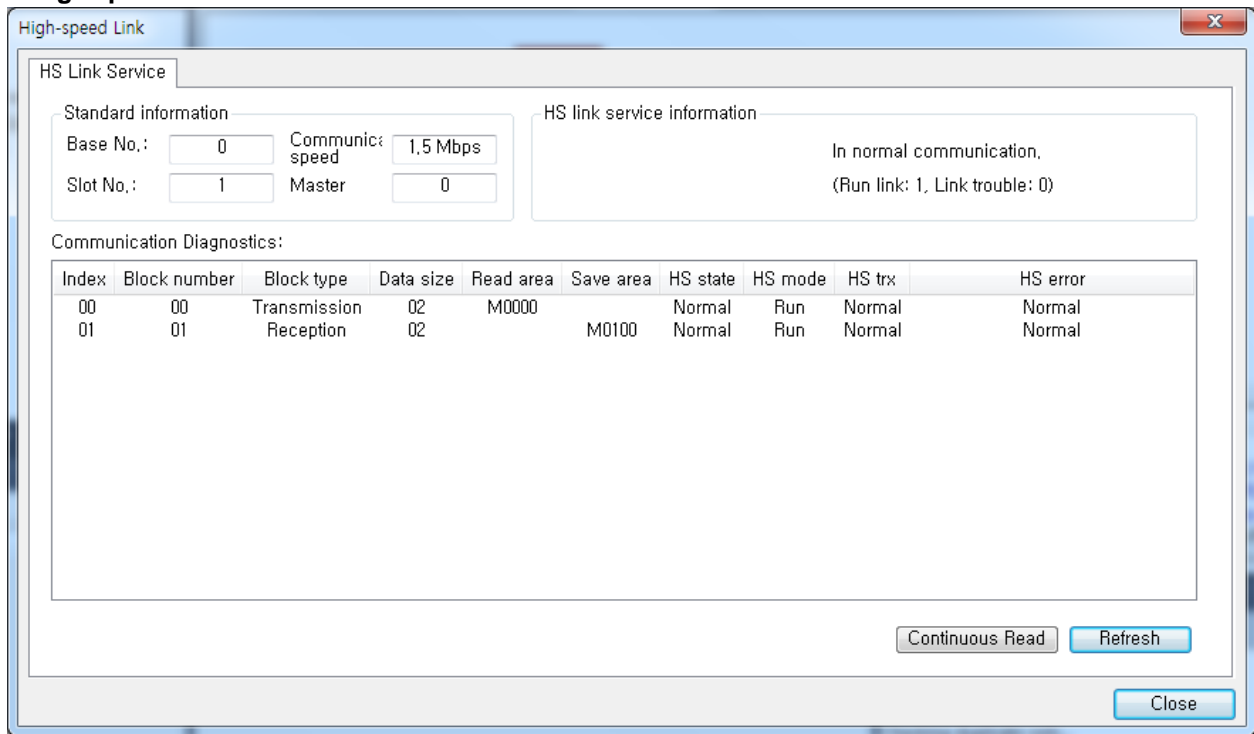 High-speed Link
HS Link Service
Standard information
Base No.: 0 Communica speed 1.5 Mbps
Slot No.: 1 Master 0
HS link service information
In normal communication,
(Run link: 1, Link trouble: 0)
Communication Diagnostics:
Index Block number Block type Data size Read area Save area HS state HS mode HS trx HS error
00 00 Transmission 02 M0000 Normal Run Normal Normal
01 01 Reception 02 M0100 Normal Run Normal Normal
Continuous Read Refresh
Close